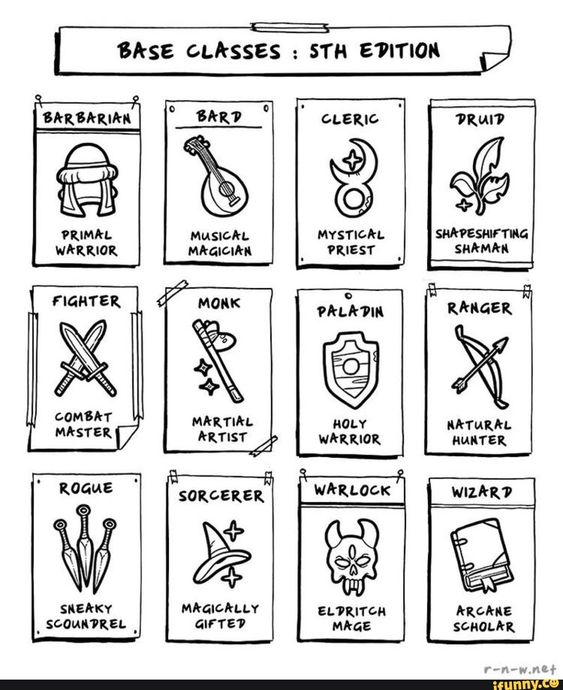 BASE CLASSES : 5TH EDITION
BARBARIAN
PRIMAL
WARRIOR
BARD
MUSICAL
MAGICIAN
CLERIC
MYSTICAL
PRIEST
DRUID
SHAPESHIFTING
SHAMAN
FIGHTER
COMBAT
MASTER
MONK
MARTIAL
ARTIST
PALADIN
HOLY
WARRIOR
RANGER
NATURAL
HUNTER
ROGUE
SNEAKY
SCOUNDREL
SORCERER
MAGICALLY
GIFTED
WARLOCK
ELDRITCH
MAGE
WIZARD
ARCANE
SCHOLAR
r-n-w.net
ifunny.co